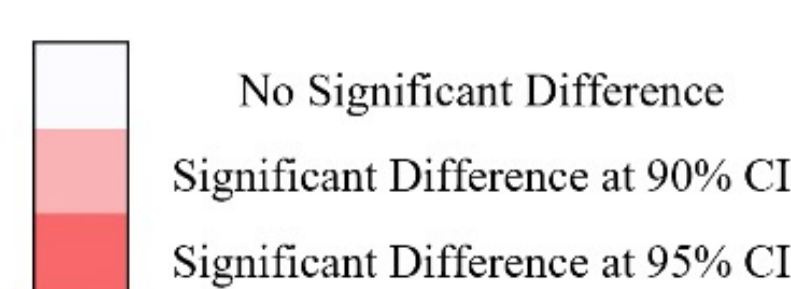 No Significant Difference
Significant Difference at 90% CI
Significant Difference at 95% CI